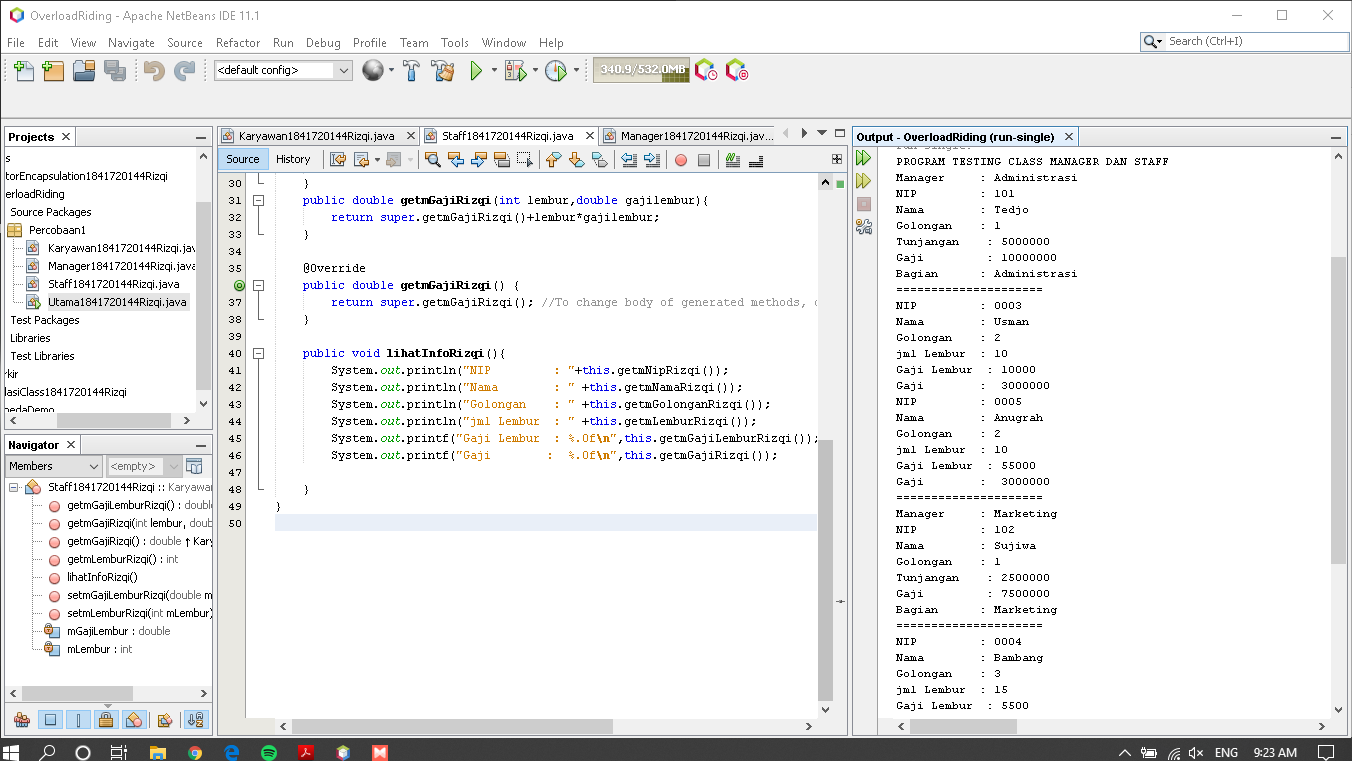 OverloadRiding - Apache NetBeans IDE 11.1
File Edit View Navigate Source Refactor Run Debug Profile Team Tools Window Help
Search (Ctrl+I)
<default config>
340.9/532.0MB
Projects
s
torEncapsulation1841720144Rizqi
erloadRiding
Source Packages
Percobaan1
Karyawan1841720144Rizqi.jav
Manager1841720144Rizqi.java
Staff1841720144Rizqi.java
Utama1841720144Rizqi.java
Test Packages
Libraries
Test Libraries
rkir
lasiClass1841720144Rizqi
pedaDemo
Navigator
Members
<empty>
Staff1841720144Rizqi :: Karyawan
getmGajiLemburRizqi() : double
getmGajiRizqi(int lembur, doub
getmGajiRizqi() : double ↑ Kary
getmLemburRizqi() : int
lihatInfoRizqi()
setmGajiLemburRizqi(double m
setmLemburRizqi(int mLembur)
mGajiLembur : double
mLembur : int
Karyawan1841720144Rizqi.java
Staff1841720144Rizqi.java
Manager1841720144Rizqi.jav...
Source History
30 }
31 public double getmGajiRizqi(int lembur,double gajilembur){
32 return super.getmGajiRizqi()+lembur*gajilembur;
33 }
34
35 @Override
public double getmGajiRizqi() {
37 return super.getmGajiRizqi(); //To change body of generated methods, c
38 }
39
40 public void lihatInfoRizqi(){
41 System.out.println("NIP         : "+this.getmNipRizqi());
42 System.out.println("Nama        : " +this.getmNamaRizqi());
43 System.out.println("Golongan    : " +this.getmGolonganRizqi());
44 System.out.println("jml Lembur  : " +this.getmLemburRizqi());
45 System.out.printf("Gaji Lembur  : %.0f\n",this.getmGajiLemburRizqi());
46 System.out.printf("Gaji        :  %.0f\n",this.getmGajiRizqi());
47
48 }
49 }
50
Output - OverloadRiding (run-single)
run-single:
PROGRAM TESTING CLASS MANAGER DAN STAFF
Manager     : Administrasi
NIP         : 101
Nama        : Tedjo
Golongan    : 1
Tunjangan    : 5000000
Gaji         : 10000000
Bagian      : Administrasi
=====================
NIP         : 0003
Nama        : Usman
Golongan    : 2
jml Lembur  : 10
Gaji Lembur  : 10000
Gaji        :  3000000
NIP         : 0005
Nama        : Anugrah
Golongan    : 2
jml Lembur  : 10
Gaji Lembur  : 55000
Gaji        :  3000000
=====================
Manager     : Marketing
NIP         : 102
Nama        : Sujiwa
Golongan    : 1
Tunjangan    : 2500000
Gaji         : 7500000
Bagian      : Marketing
=====================
NIP         : 0004
Nama        : Bambang
Golongan    : 3
jml Lembur  : 15
Gaji Lembur  : 5500
ENG
9:23 AM